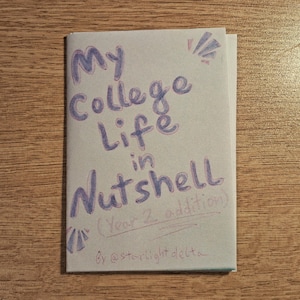 My
College
Life
in
Nutshell
(Year 2 addition)
By @starlightdelta